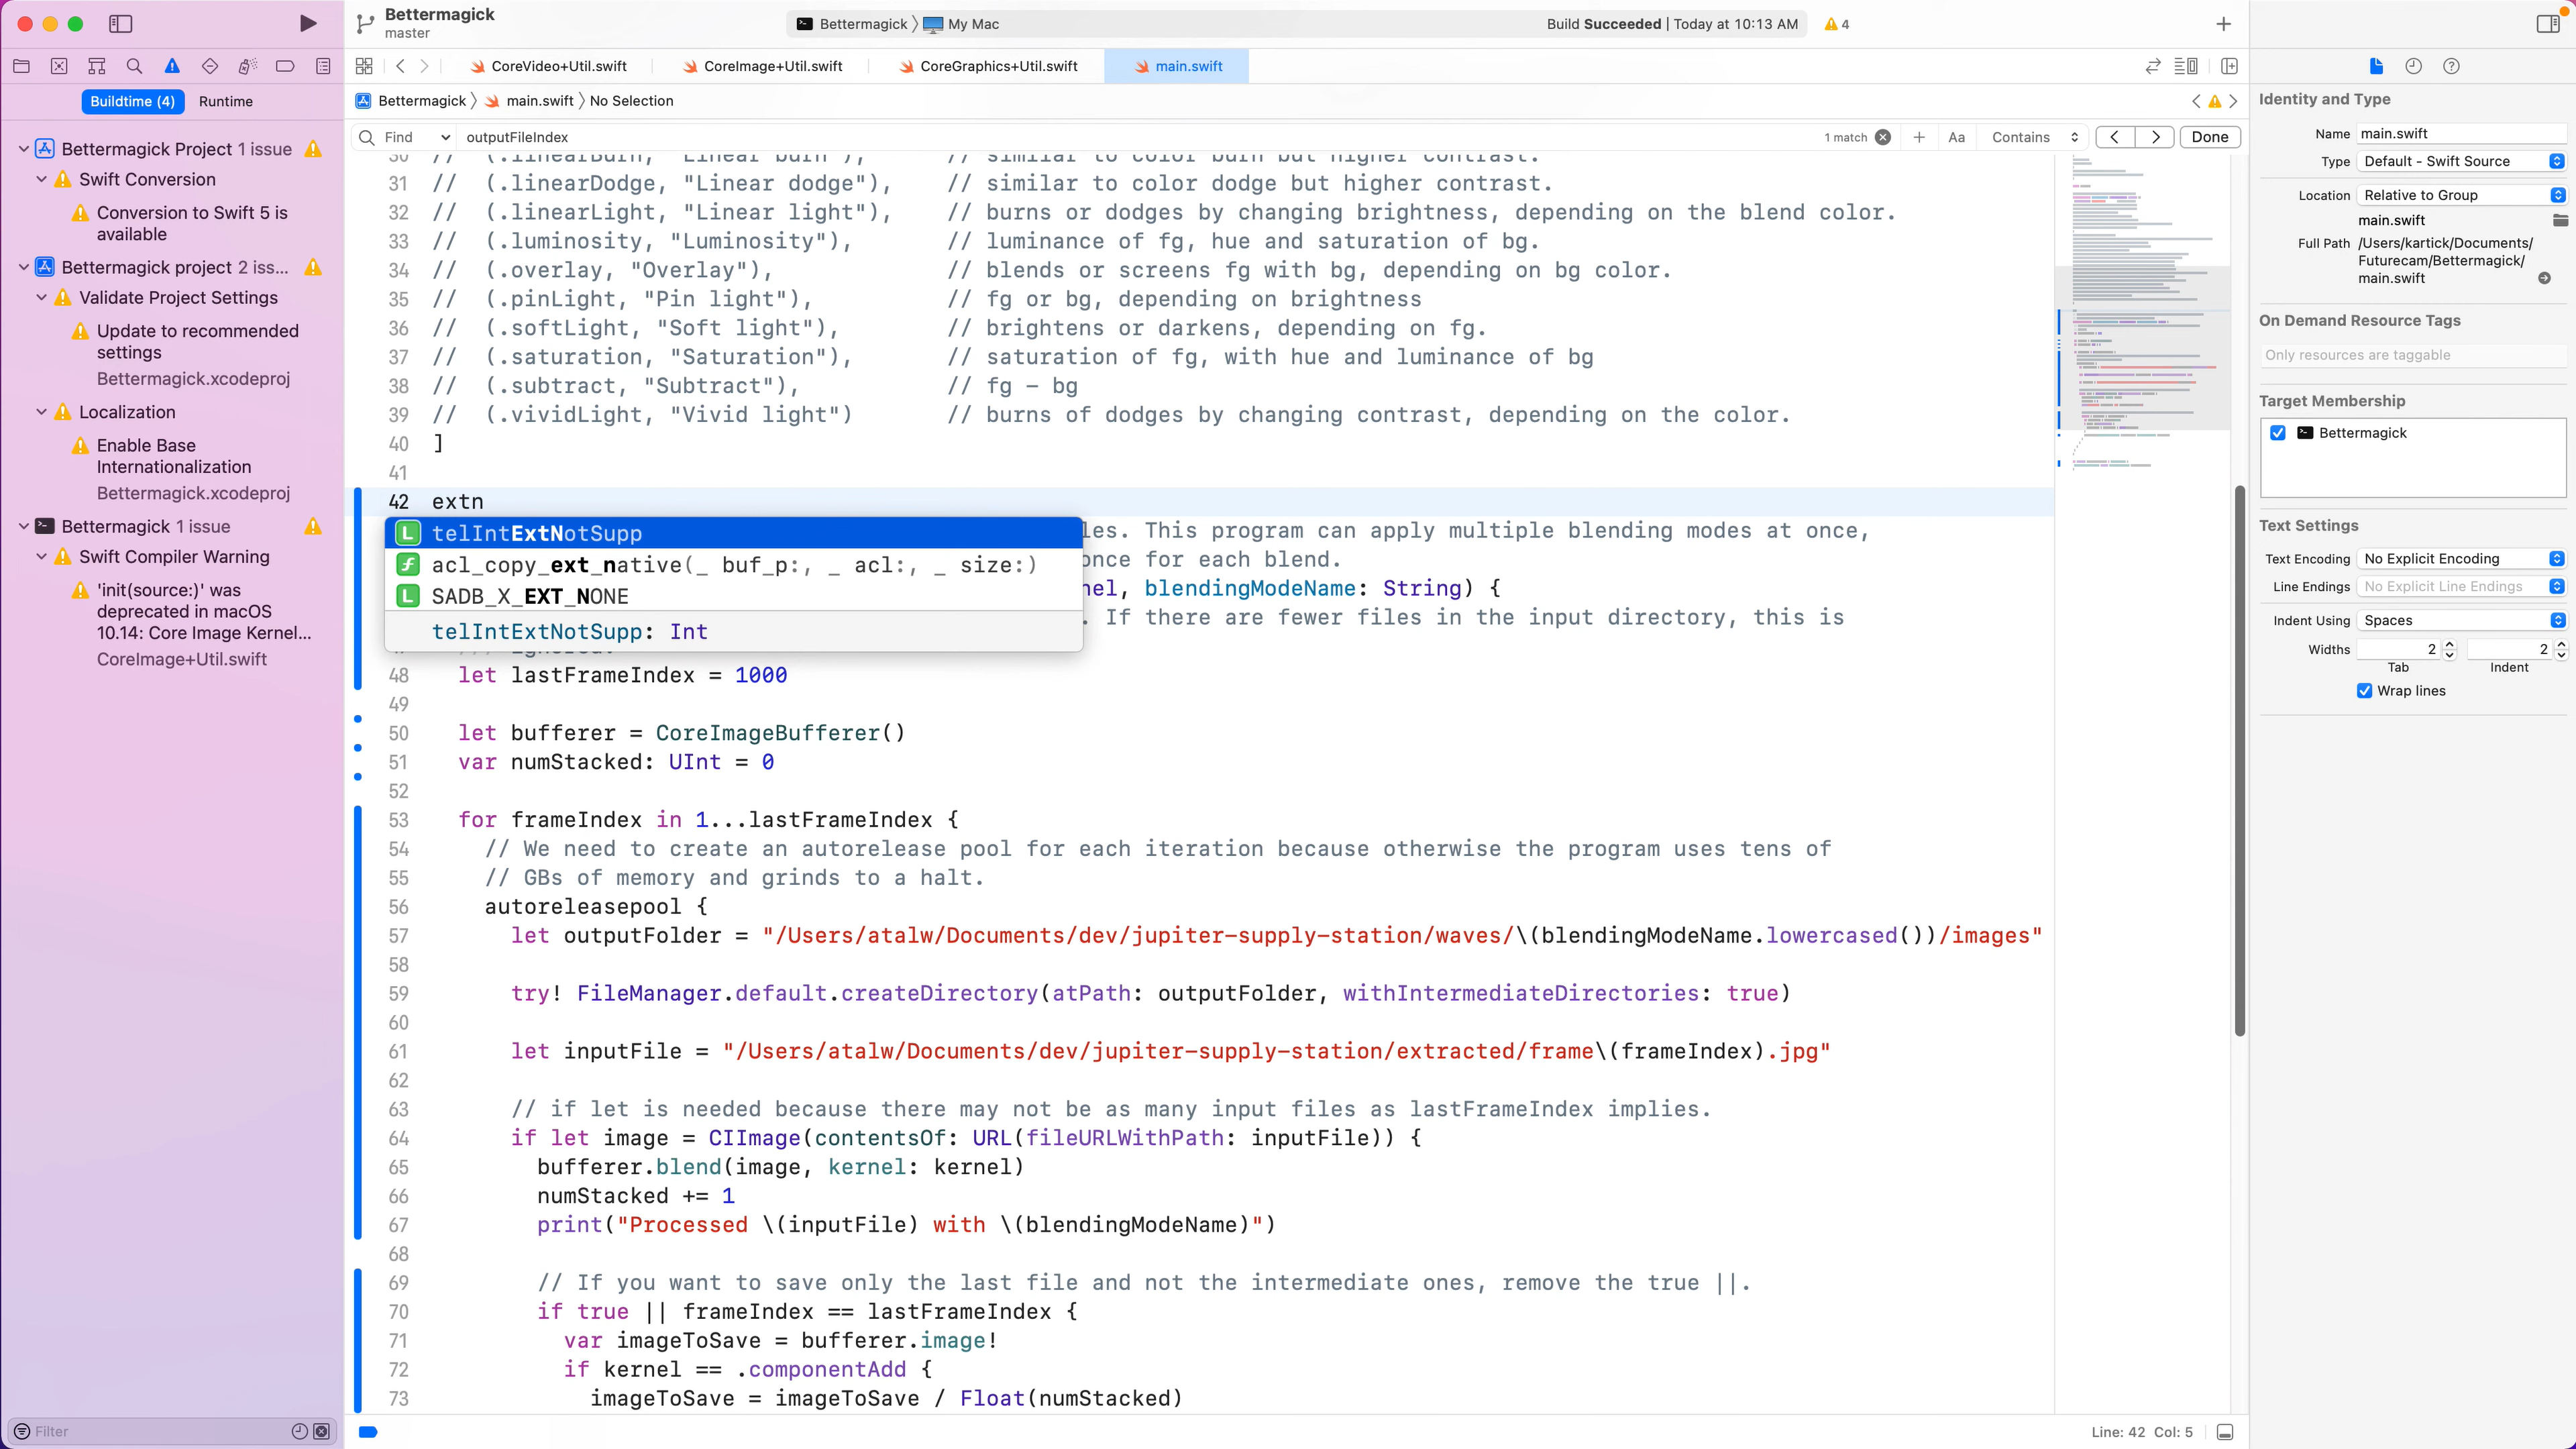 Bettermagick
master
Bettermagick 〉 My Mac
Build Succeeded | Today at 10:13 AM
4
CoreVideo+Util.swift
CoreImage+Util.swift
CoreGraphics+Util.swift
main.swift
Buildtime (4)
Runtime
Bettermagick 〉 main.swift 〉 No Selection
Find
outputFileIndex
1 match
Aa
Contains
Done
Bettermagick Project 1 issue
Swift Conversion
Conversion to Swift 5 is
available
Bettermagick project 2 iss...
Validate Project Settings
Update to recommended
settings
Bettermagick.xcodeproj
Localization
Enable Base
Internationalization
Bettermagick.xcodeproj
Bettermagick 1 issue
Swift Compiler Warning
'init(source:)' was
deprecated in macOS
10.14: Core Image Kernel...
CoreImage+Util.swift
Filter
30 // (.linearBurn, "Linear burn"), // similar to color burn but higher contrast.
31 // (.linearDodge, "Linear dodge"), // similar to color dodge but higher contrast.
32 // (.linearLight, "Linear light"), // burns or dodges by changing brightness, depending on the blend color.
33 // (.luminosity, "Luminosity"), // luminance of fg, hue and saturation of bg.
34 // (.overlay, "Overlay"), // blends or screens fg with bg, depending on bg color.
35 // (.pinLight, "Pin light"), // fg or bg, depending on brightness
36 // (.softLight, "Soft light"), // brightens or darkens, depending on fg.
37 // (.saturation, "Saturation"), // saturation of fg, with hue and luminance of bg
38 // (.subtract, "Subtract"), // fg - bg
39 // (.vividLight, "Vivid light") // burns of dodges by changing contrast, depending on the color.
40 ]
41
42 extn
telIntExtNotSupp
acl_copy_ext_native(_ buf_p:, _ acl:, _ size:)
SADB_X_EXT_NONE
telIntExtNotSupp: Int
les. This program can apply multiple blending modes at once,
once for each blend.
nel, blendingModeName: String) {
. If there are fewer files in the input directory, this is
48 let lastFrameIndex = 1000
49
50 let bufferer = CoreImageBufferer()
51 var numStacked: UInt = 0
52
53 for frameIndex in 1...lastFrameIndex {
54 // We need to create an autorelease pool for each iteration because otherwise the program uses tens of
55 // GBs of memory and grinds to a halt.
56 autoreleasepool {
57 let outputFolder = "/Users/atalw/Documents/dev/jupiter-supply-station/waves/\(blendingModeName.lowercased())/images"
58
59 try! FileManager.default.createDirectory(atPath: outputFolder, withIntermediateDirectories: true)
60
61 let inputFile = "/Users/atalw/Documents/dev/jupiter-supply-station/extracted/frame\(frameIndex).jpg"
62
63 // if let is needed because there may not be as many input files as lastFrameIndex implies.
64 if let image = CIImage(contentsOf: URL(fileURLWithPath: inputFile)) {
65 bufferer.blend(image, kernel: kernel)
66 numStacked += 1
67 print("Processed \(inputFile) with \(blendingModeName)")
68
69 // If you want to save only the last file and not the intermediate ones, remove the true ||.
70 if true || frameIndex == lastFrameIndex {
71 var imageToSave = bufferer.image!
72 if kernel == .componentAdd {
73 imageToSave = imageToSave / Float(numStacked)
Line: 42 Col: 5
Identity and Type
Name main.swift
Type Default - Swift Source
Location Relative to Group
main.swift
Full Path /Users/kartick/Documents/
Futurecam/Bettermagick/
main.swift
On Demand Resource Tags
Only resources are taggable
Target Membership
Bettermagick
Text Settings
Text Encoding No Explicit Encoding
Line Endings No Explicit Line Endings
Indent Using Spaces
Widths 2 2
Tab Indent
Wrap lines